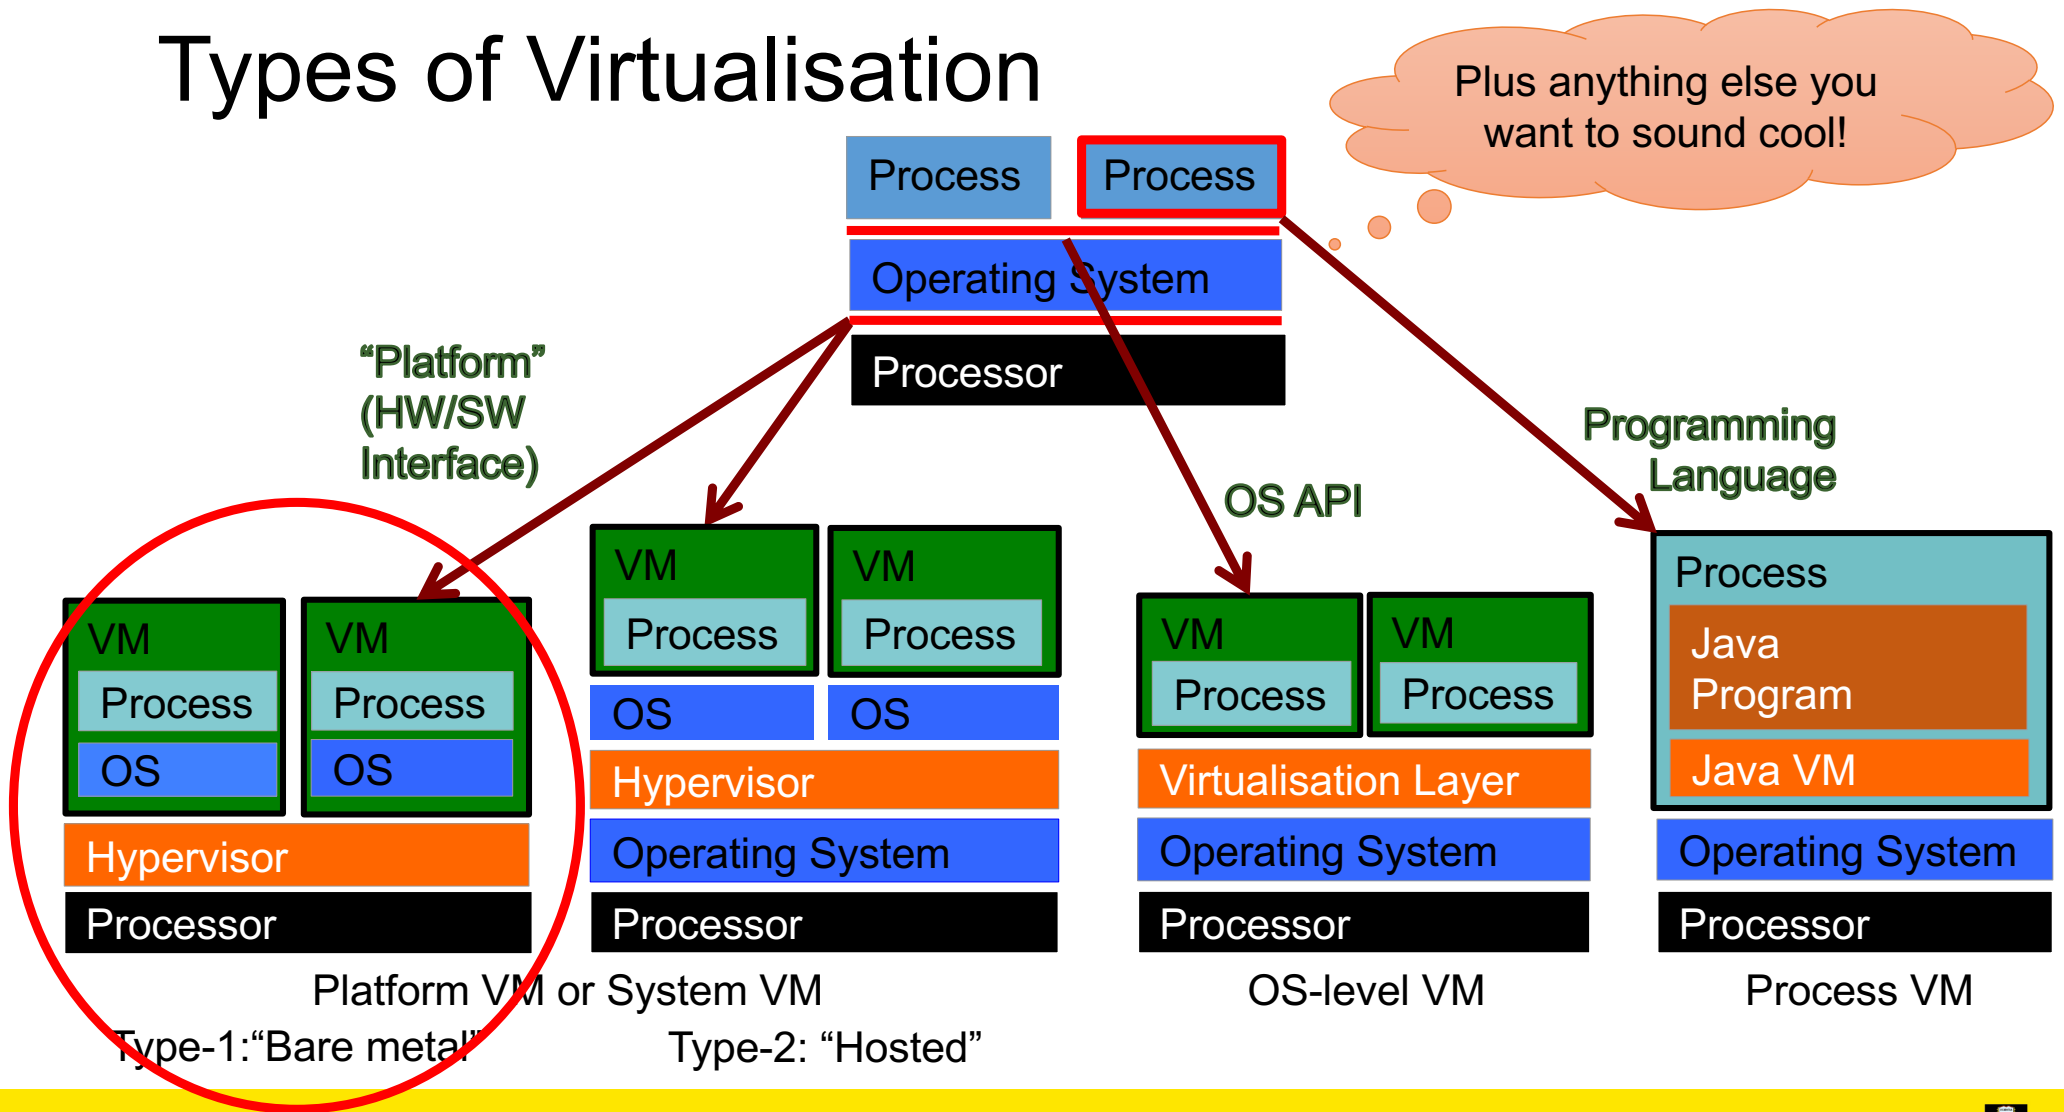 Types of Virtualisation
Plus anything else you
want to sound cool!
Process
Process
Operating System
Processor
“Platform”
(HW/SW
Interface)
OS API
Programming
Language
VM
Process
OS
VM
Process
OS
Hypervisor
Processor
VM
Process
VM
Process
OS
OS
Hypervisor
Operating System
Processor
VM
Process
VM
Process
Virtualisation Layer
Operating System
Processor
Process
Java
Program
Java VM
Operating System
Processor
Platform VM or System VM
OS-level VM
Process VM
Type-1:“Bare metal”
Type-2: “Hosted”